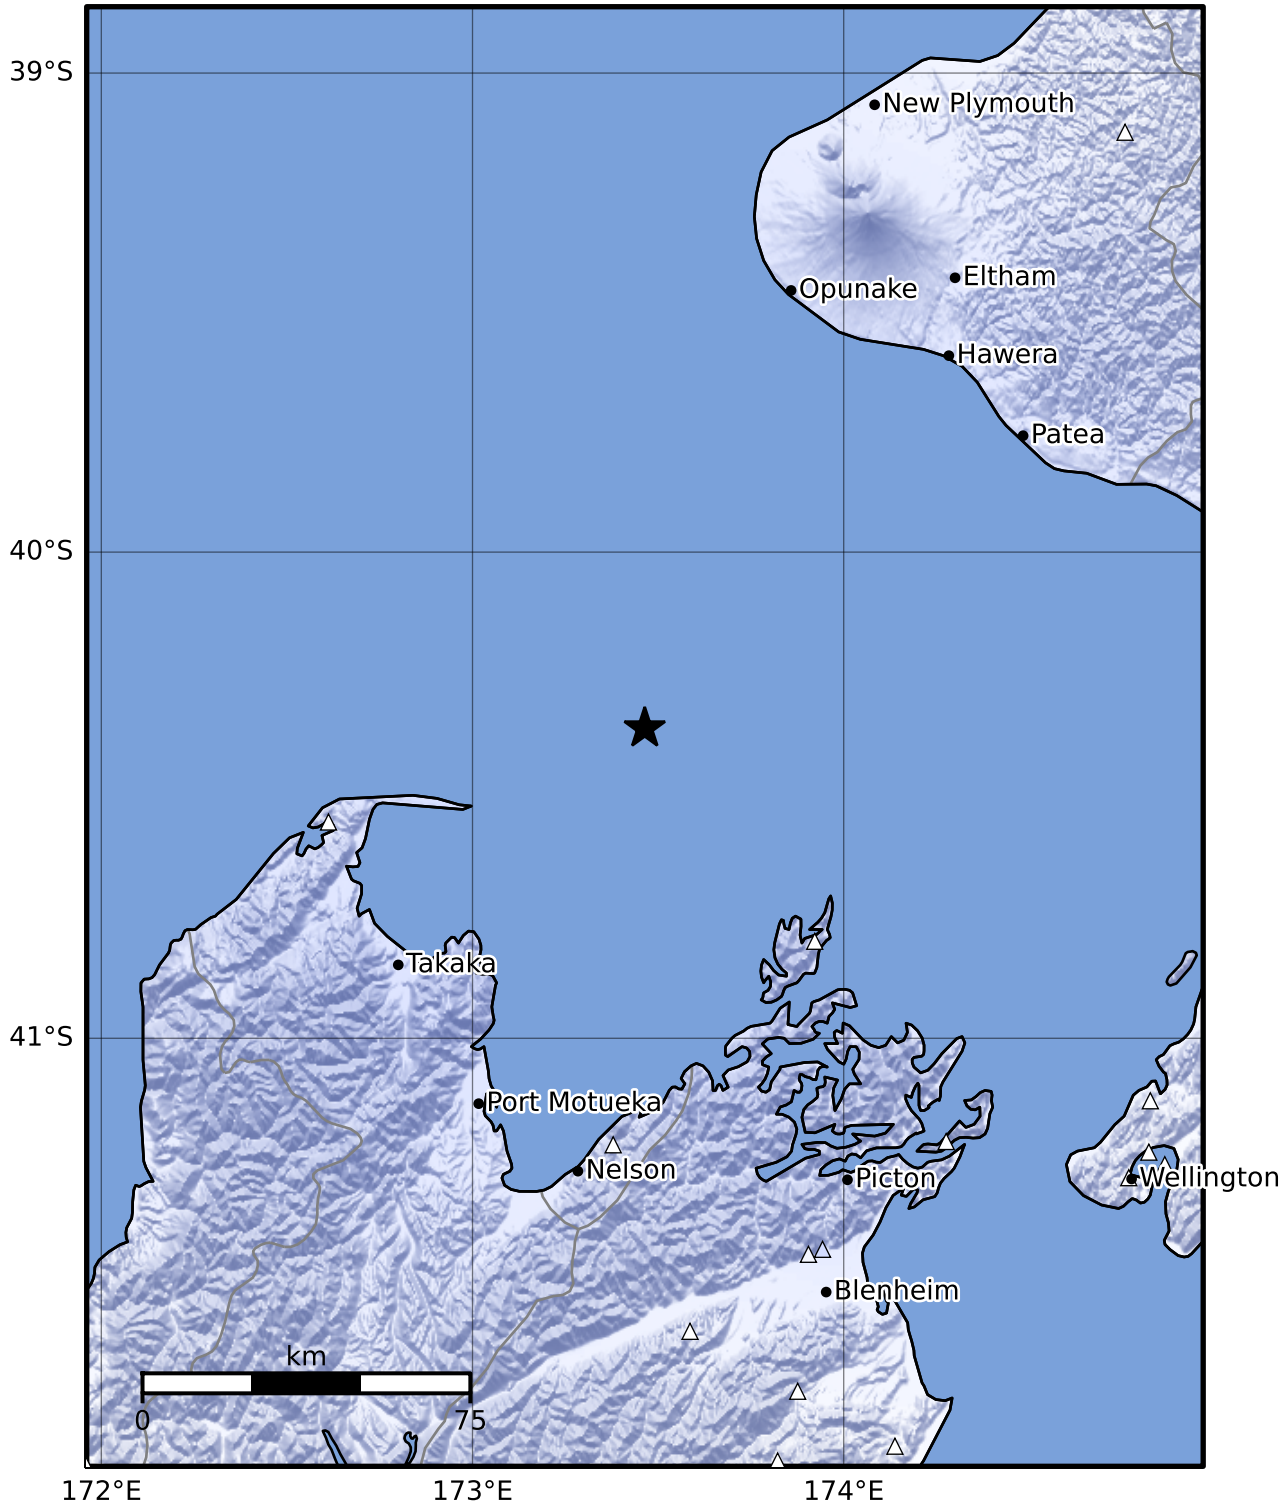 39°S
New Plymouth
Eltham
Opunake
Hawera
Patea
40°S
Takaka
41°S
Port Motueka
Nelson
Picton
Wellington
Blenheim
km
0
75
172°E
173°E
174°E